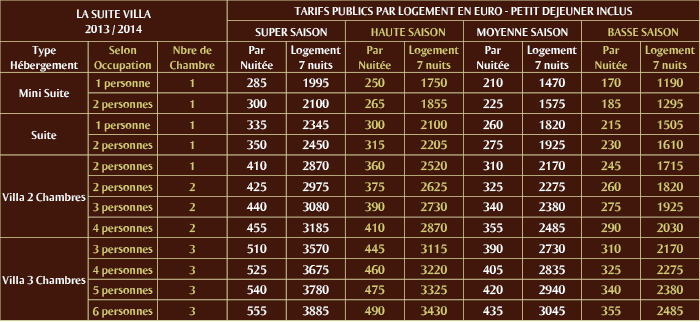 LA SUITE VILLA
2013 / 2014
TARIFS PUBLICS PAR LOGEMENT EN EURO - PETIT DEJEUNER INCLUS
SUPER SAISON HAUTE SAISON MOYENNE SAISON BASSE SAISON
Type Selon Nbre de Par Logement Par Logement Par Logement Par Logement
Hébergement Occupation Chambre Nuitée 7 nuits Nuitée 7 nuits Nuitée 7 nuits Nuitée 7 nuits
Mini Suite
1 personne 1 285 1995 250 1750 210 1470 170 1190
2 personnes 1 300 2100 265 1855 225 1575 185 1295
Suite
1 personne 1 335 2345 300 2100 260 1820 215 1505
2 personnes 1 350 2450 315 2205 275 1925 230 1610
Villa 2 Chambres
2 personnes 1 410 2870 360 2520 310 2170 245 1715
2 personnes 2 425 2975 375 2625 325 2275 260 1820
3 personnes 2 440 3080 390 2730 340 2380 275 1925
4 personnes 2 455 3185 410 2870 355 2485 290 2030
Villa 3 Chambres
3 personnes 3 510 3570 445 3115 390 2730 310 2170
4 personnes 3 525 3675 460 3220 405 2835 325 2275
5 personnes 3 540 3780 475 3325 420 2940 340 2380
6 personnes 3 555 3885 490 3430 435 3045 355 2485